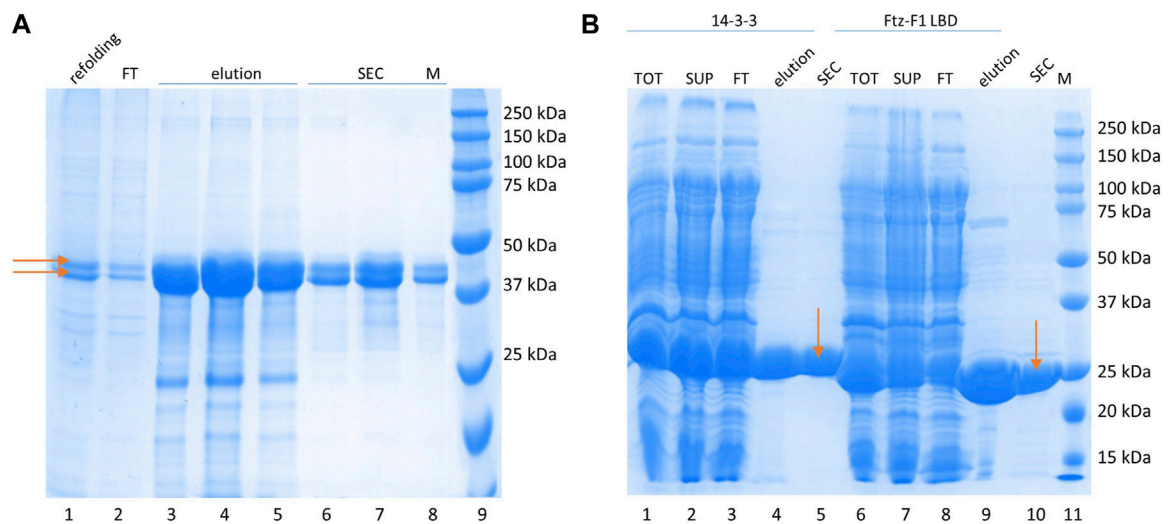 A
refolding FT elution SEC M
250 kDa
150 kDa
100 kDa
75 kDa
50 kDa
37 kDa
25 kDa
1 2 3 4 5 6 7 8 9
B
14-3-3 Ftz-F1 LBD
TOT SUP FT elution SEC TOT SUP FT elution SEC M
250 kDa
150 kDa
100 kDa
75 kDa
50 kDa
37 kDa
25 kDa
20 kDa
15 kDa
1 2 3 4 5 6 7 8 9 10 11